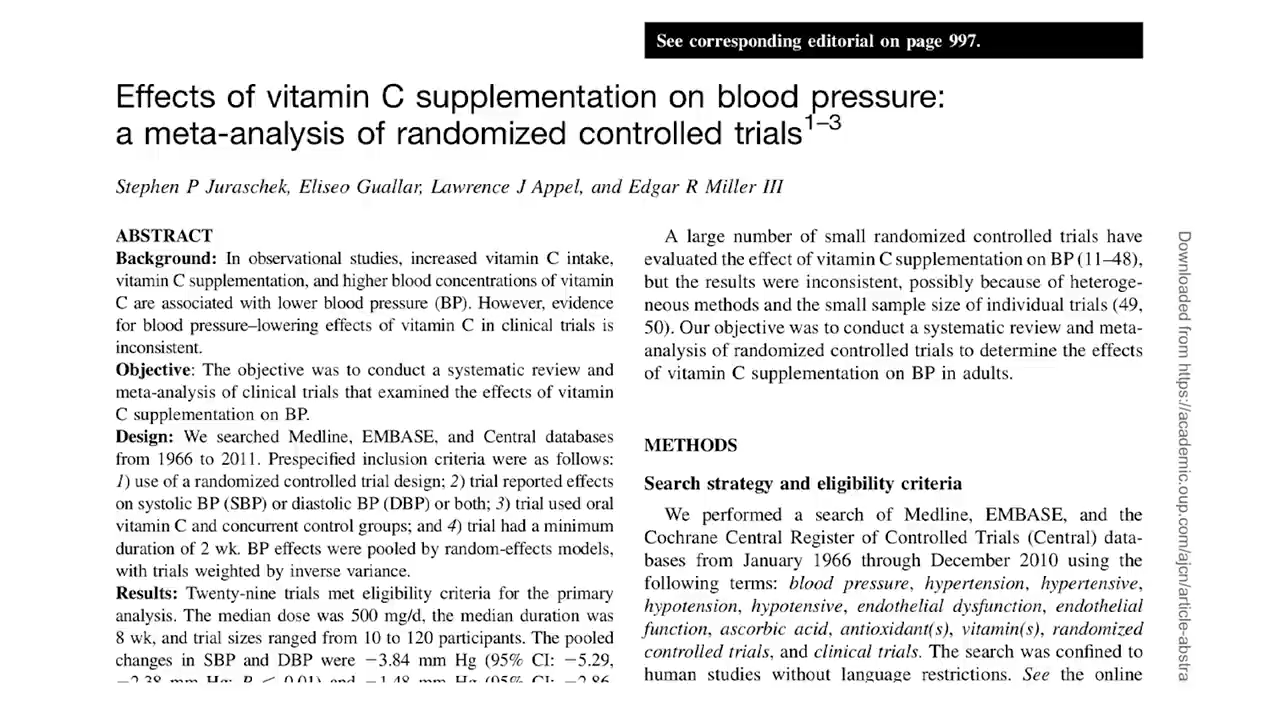 See corresponding editorial on page 997.
Effects of vitamin C supplementation on blood pressure:
a meta-analysis of randomized controlled trials1–3
Stephen P Juraschek, Eliseo Guallar, Lawrence J Appel, and Edgar R Miller III
ABSTRACT
Background: In observational studies, increased vitamin C intake,
vitamin C supplementation, and higher blood concentrations of vitamin
C are associated with lower blood pressure (BP). However, evidence
for blood pressure–lowering effects of vitamin C in clinical trials is
inconsistent.
Objective: The objective was to conduct a systematic review and
meta-analysis of clinical trials that examined the effects of vitamin
C supplementation on BP.
Design: We searched Medline, EMBASE, and Central databases
from 1966 to 2011. Prespecified inclusion criteria were as follows:
1) use of a randomized controlled trial design; 2) trial reported effects
on systolic BP (SBP) or diastolic BP (DBP) or both; 3) trial used oral
vitamin C and concurrent control groups; and 4) trial had a minimum
duration of 2 wk. BP effects were pooled by random-effects models,
with trials weighted by inverse variance.
Results: Twenty-nine trials met eligibility criteria for the primary
analysis. The median dose was 500 mg/d, the median duration was
8 wk, and trial sizes ranged from 10 to 120 participants. The pooled
changes in SBP and DBP were −3.84 mm Hg (95% CI: −5.29,
−2.38 mm Hg; P < 0.01) and −1.48 mm Hg (95% CI: −2.86,
A large number of small randomized controlled trials have
evaluated the effect of vitamin C supplementation on BP (11–48),
but the results were inconsistent, possibly because of heteroge-
neous methods and the small sample size of individual trials (49,
50). Our objective was to conduct a systematic review and meta-
analysis of randomized controlled trials to determine the effects
of vitamin C supplementation on BP in adults.
METHODS
Search strategy and eligibility criteria
We performed a search of Medline, EMBASE, and the
Cochrane Central Register of Controlled Trials (Central) data-
bases from January 1966 through December 2010 using the
following terms: blood pressure, hypertension, hypertensive,
hypotension, hypotensive, endothelial dysfunction, endothelial
function, ascorbic acid, antioxidant(s), vitamin(s), randomized
controlled trials, and clinical trials. The search was confined to
human studies without language restrictions. See the online
Downloaded from https://academic.oup.com/ajcn/article-abstra